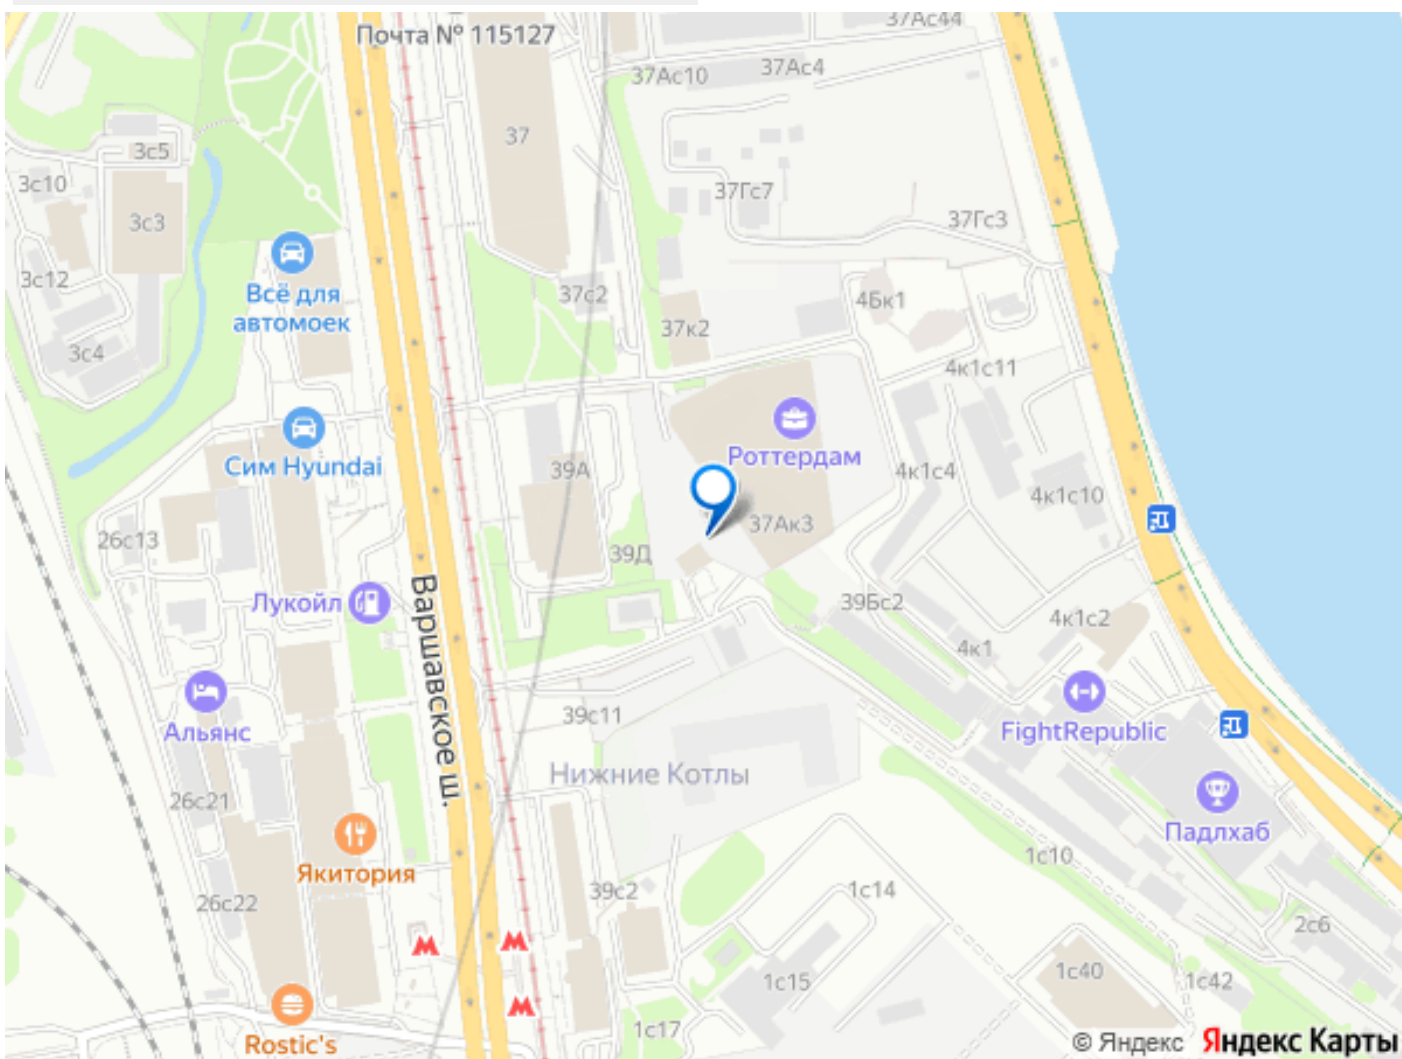 37Ас44
Почта № 115127
37Ас10
37Ас4
37
3с5
3с10
37Гс7
3с3
37Гс3
3с12
Всё для
автомоек
37с2
4Бк1
37к2
3с4
4к1с11
Роттердам
Сим Hyundai
39А
4к1с4
4к1с10
37Ак3
26с13
39Д
Лукойл
Варшавское ш.
39Бс2
4к1с2
4к1
Альянс
39с11
FightRepublic
Нижние Котлы
26с21
Падлхаб
Якитория
1с10
39с2
1с14
26с22
2с6
1с40
1с15
1с42
1с17
Rostic's
© Яндекс Яндекс Карты